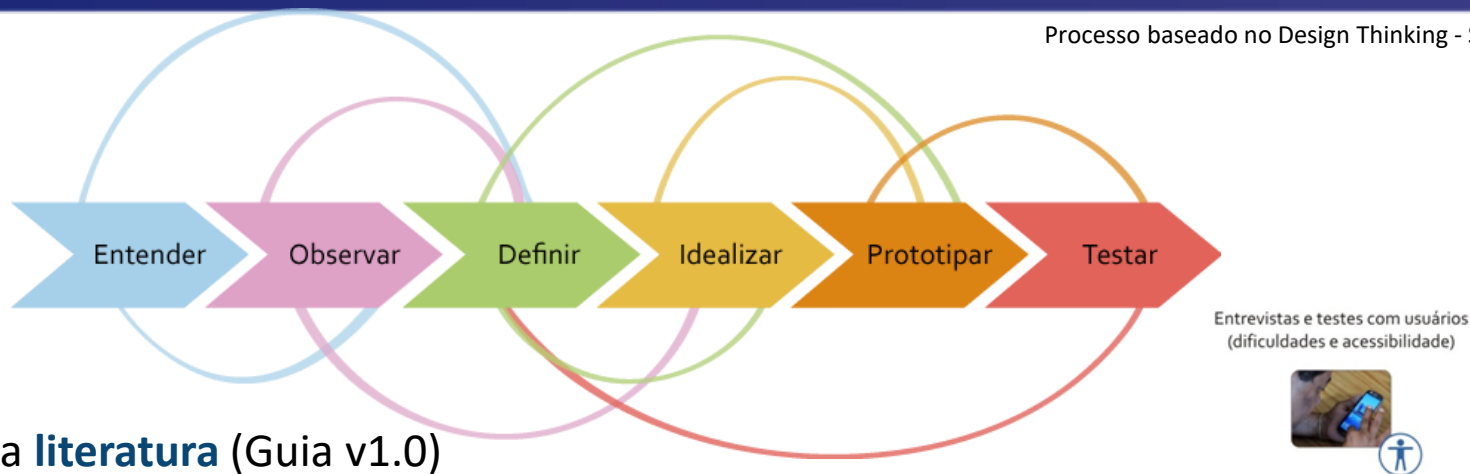 Processo baseado no Design Thinking -
Entender
Observar
Definir
Idealizar
Prototipar
Testar
Entrevistas e testes com usuários
(dificuldades e acessibilidade)
a literatura (Guia v1.0)